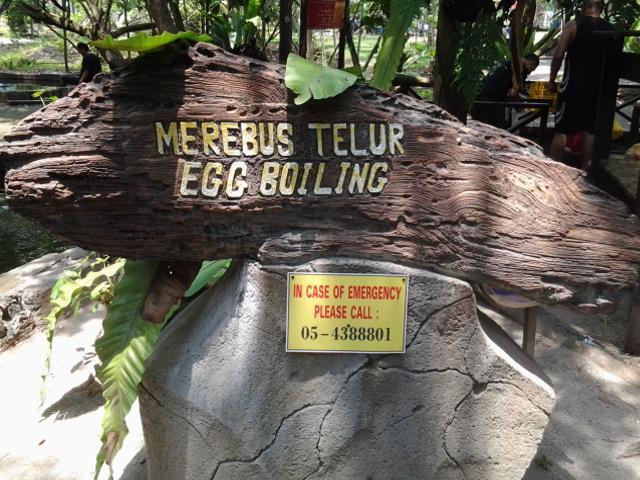 MEREBUS TELUR
EGG BOILING
IN CASE OF EMERGENCY
PLEASE CALL :
05-4388801